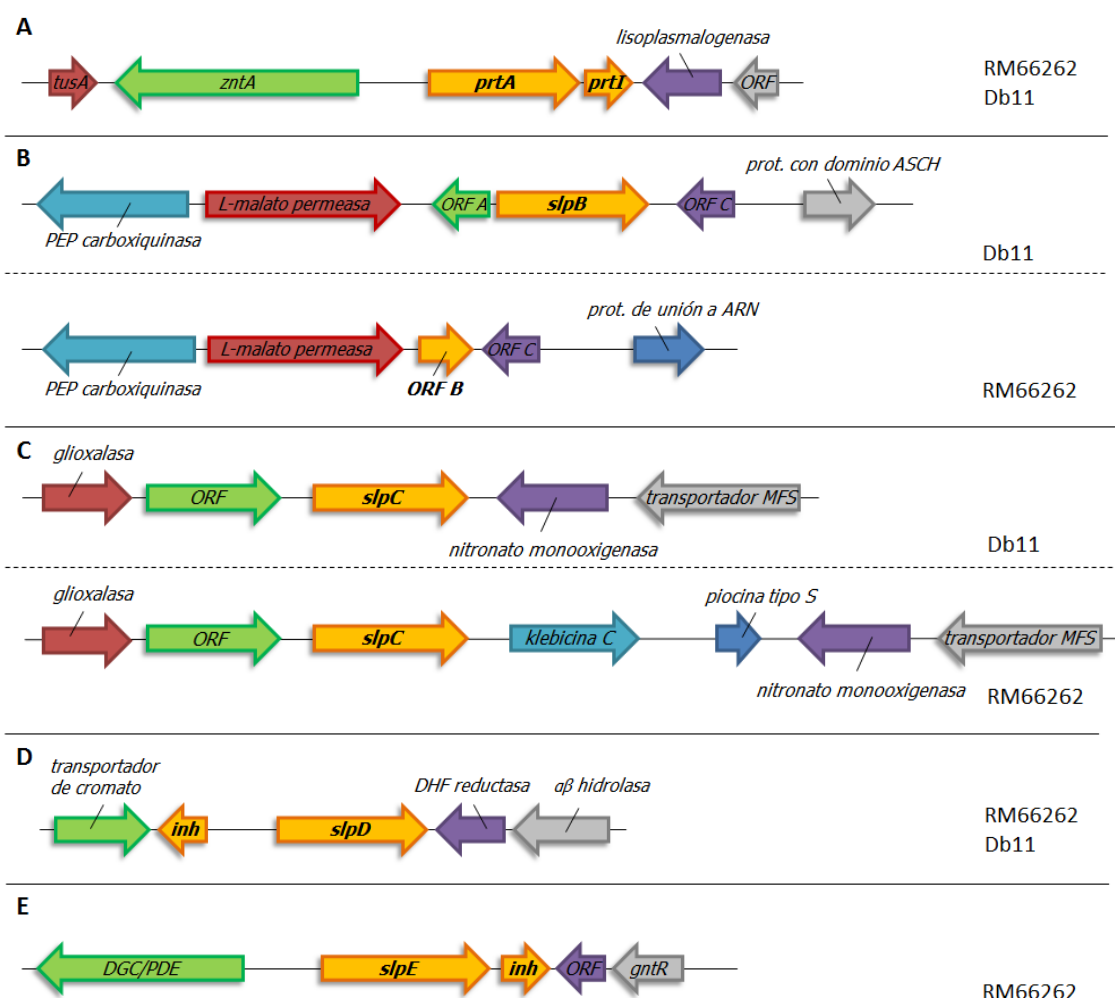 A
lisoplasmalogenasa
tusA
zntA
prtA
prtI
ORF
RM66262
Db11
B
prot. con dominio ASCH
L-malato permeasa
ORF A
slpB
ORF C
PEP carboxiquinasa
Db11
prot. de unión a ARN
L-malato permeasa
ORF C
PEP carboxiquinasa
ORF B
RM66262
C
glioxalasa
ORF
slpC
transportador MFS
nitronato monooxigenasa
Db11
glioxalasa
piocina tipo S
ORF
slpC
klebicina C
transportador MFS
nitronato monooxigenasa
RM66262
D
transportador
de cromato
DHF reductasa
αβ hidrolasa
inh
slpD
RM66262
Db11
E
DGC/PDE
slpE
inh
ORF
gntR
RM66262